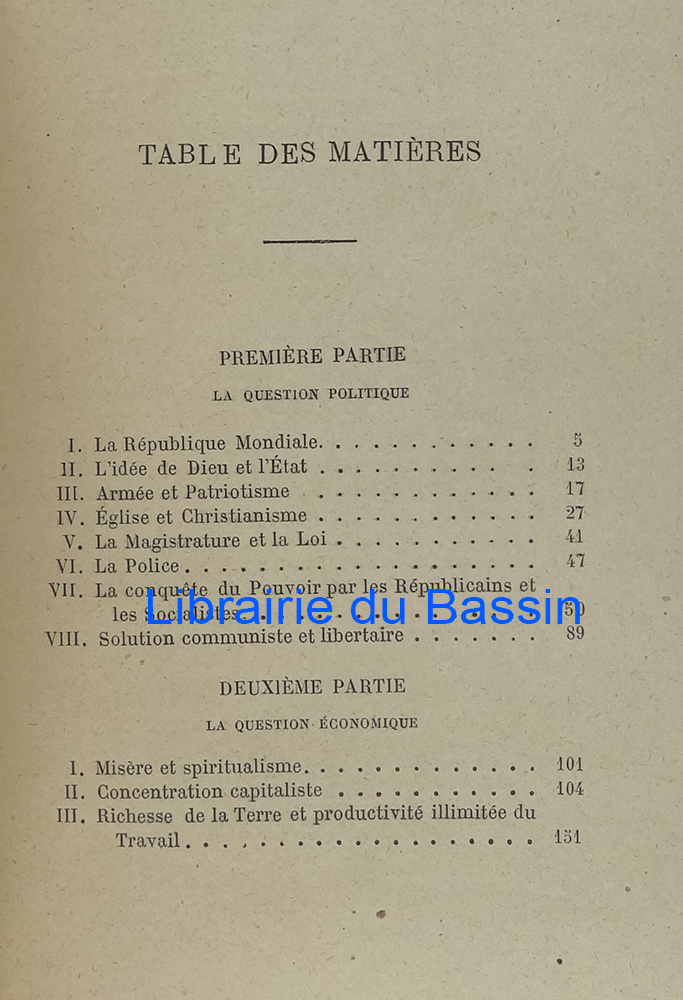 TABLE DES MATIÈRES
PREMIÈRE PARTIE
LA QUESTION POLITIQUE
I. La République Mondiale. . . . . . . . . . . . 5
II. L'idée de Dieu et l'État . . . . . . . . . . . 13
III. Armée et Patriotisme . . . . . . . . . . . 17
IV. Église et Christianisme . . . . . . . . . . . 27
V. La Magistrature et la Loi . . . . . . . . . . 41
VI. La Police . . . . . . . . . . . . . . . . . . 47
VII. La conquête du Pouvoir par les Républicains et
les Socialistes. . . . . . . . . . . . . . .
Librairie du Bassin
VIII. Solution communiste et libertaire . . . . . . . 89
DEUXIÈME PARTIE
LA QUESTION ÉCONOMIQUE
I. Misère et spiritualisme. . . . . . . . . . . . . 101
II. Concentration capitaliste . . . . . . . . . . . 104
III. Richesse de la Terre et productivité illimitée du
Travail. . . . . . . . . . . . . . . . . . . 151